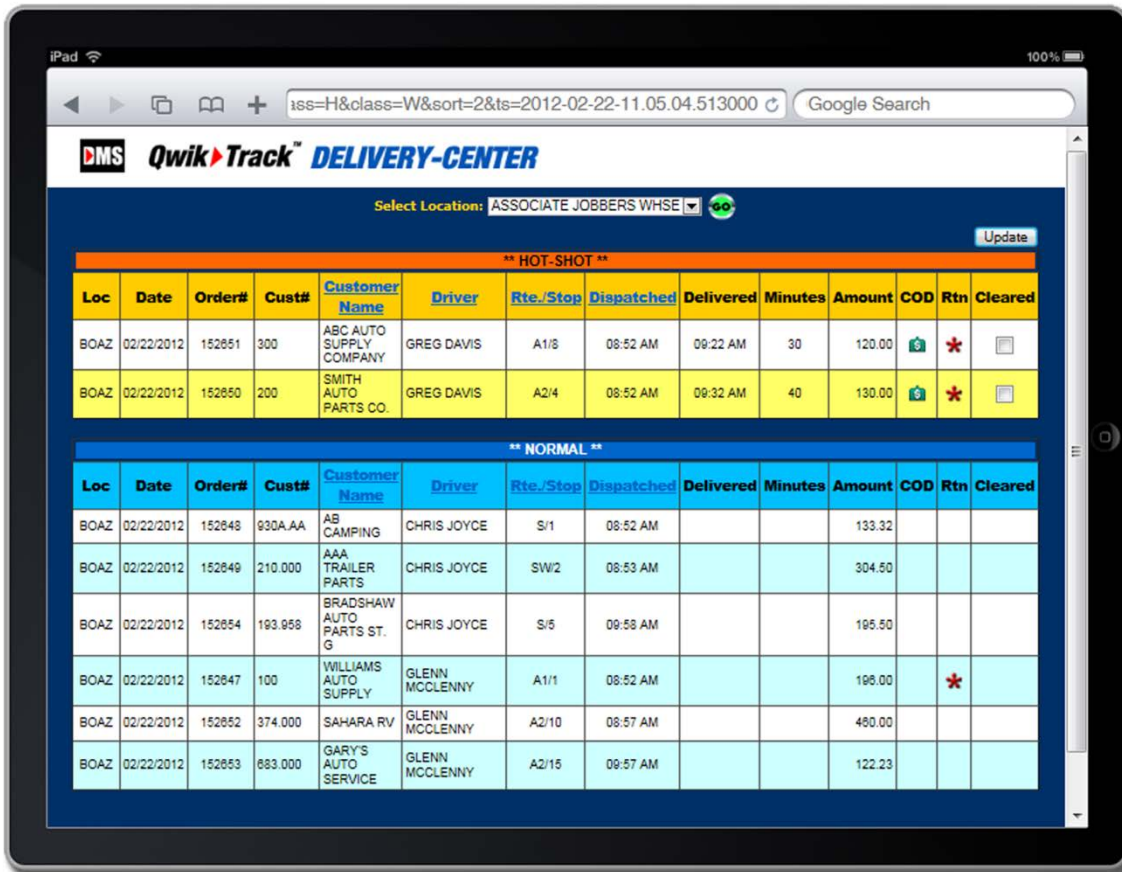 iPad
100%
ass=H&class=W&sort=2&ts=2012-02-22-11.05.04.513000
Google Search
DMS Qwik Track™ DELIVERY-CENTER
Select Location: ASSOCIATE JOBBERS WHSE GO
Update
** HOT-SHOT **
Loc Date Order# Cust# Customer Name Driver Rte./Stop Dispatched Delivered Minutes Amount COD Rtn Cleared
BOAZ 02/22/2012 152651 300 ABC AUTO SUPPLY COMPANY GREG DAVIS A1/8 08:52 AM 09:22 AM 30 120.00 $ *
BOAZ 02/22/2012 152650 200 SMITH AUTO PARTS CO. GREG DAVIS A2/4 08:52 AM 09:32 AM 40 130.00 $ *
** NORMAL **
Loc Date Order# Cust# Customer Name Driver Rte./Stop Dispatched Delivered Minutes Amount COD Rtn Cleared
BOAZ 02/22/2012 152648 930A.AA AB CAMPING CHRIS JOYCE S/1 08:52 AM 133.32
BOAZ 02/22/2012 152649 210.000 AAA TRAILER PARTS CHRIS JOYCE SW/2 08:53 AM 304.50
BOAZ 02/22/2012 152654 193.958 BRADSHAW AUTO PARTS ST. G CHRIS JOYCE S/5 09:58 AM 195.50
BOAZ 02/22/2012 152647 100 WILLIAMS AUTO SUPPLY GLENN MCCLENNY A1/1 08:52 AM 196.00 *
BOAZ 02/22/2012 152652 374.000 SAHARA RV GLENN MCCLENNY A2/10 08:57 AM 460.00
BOAZ 02/22/2012 152653 683.000 GARY'S AUTO SERVICE GLENN MCCLENNY A2/15 09:57 AM 122.23